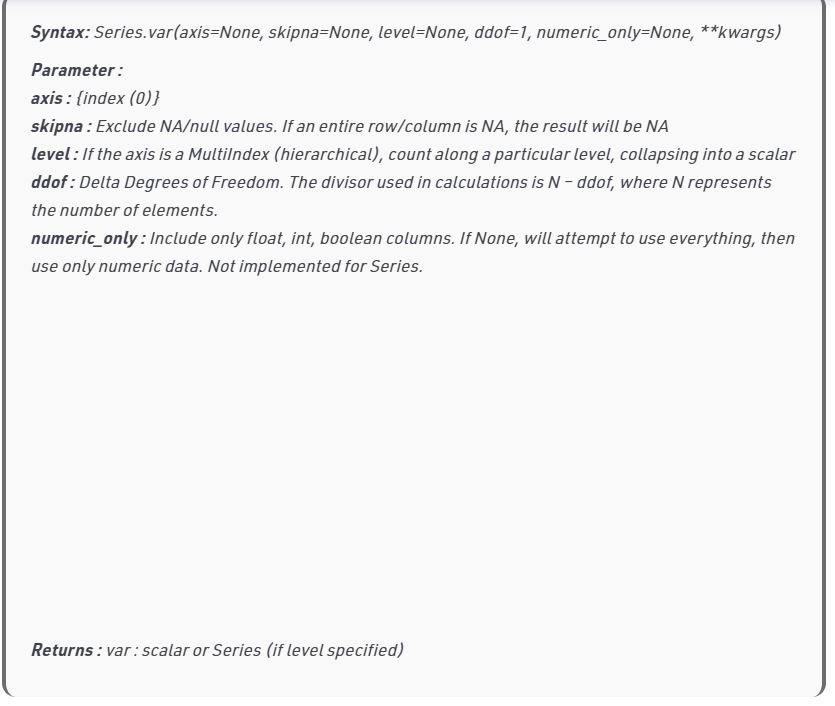 Syntax: Series.var(axis=None, skipna=None, level=None, ddof=1, numeric_only=None, **kwargs)
Parameter :
axis : {index (0)}
skipna : Exclude NA/null values. If an entire row/column is NA, the result will be NA
level : If the axis is a MultiIndex (hierarchical), count along a particular level, collapsing into a scalar
ddof : Delta Degrees of Freedom. The divisor used in calculations is N – ddof, where N represents
the number of elements.
numeric_only : Include only float, int, boolean columns. If None, will attempt to use everything, then
use only numeric data. Not implemented for Series.
Returns : var : scalar or Series (if level specified)